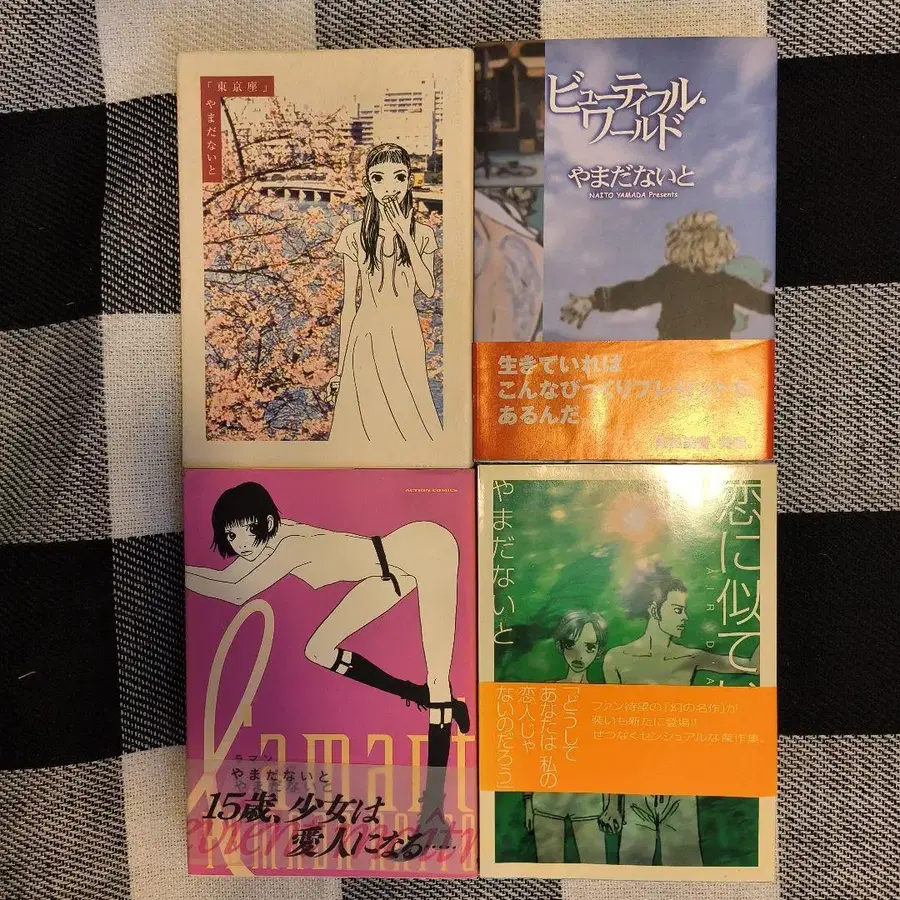 「東京座」
やまだないと
ビューティフル・
ワールド
やまだないと
NAITO YAMADA Presents
生きていれば
こんなびっくりプレゼントも
あるんだ
ACTION COMICS
ラマン
やまだないと
15歳、少女は
愛人になる……
恋に似て
やまだないと
「どうして
あなたは私の
恋人じゃ
ないのだろう」
ファン待望の「幻の名作」が
装いも新たに登場!!
せつなくセンシュアルな傑作集。